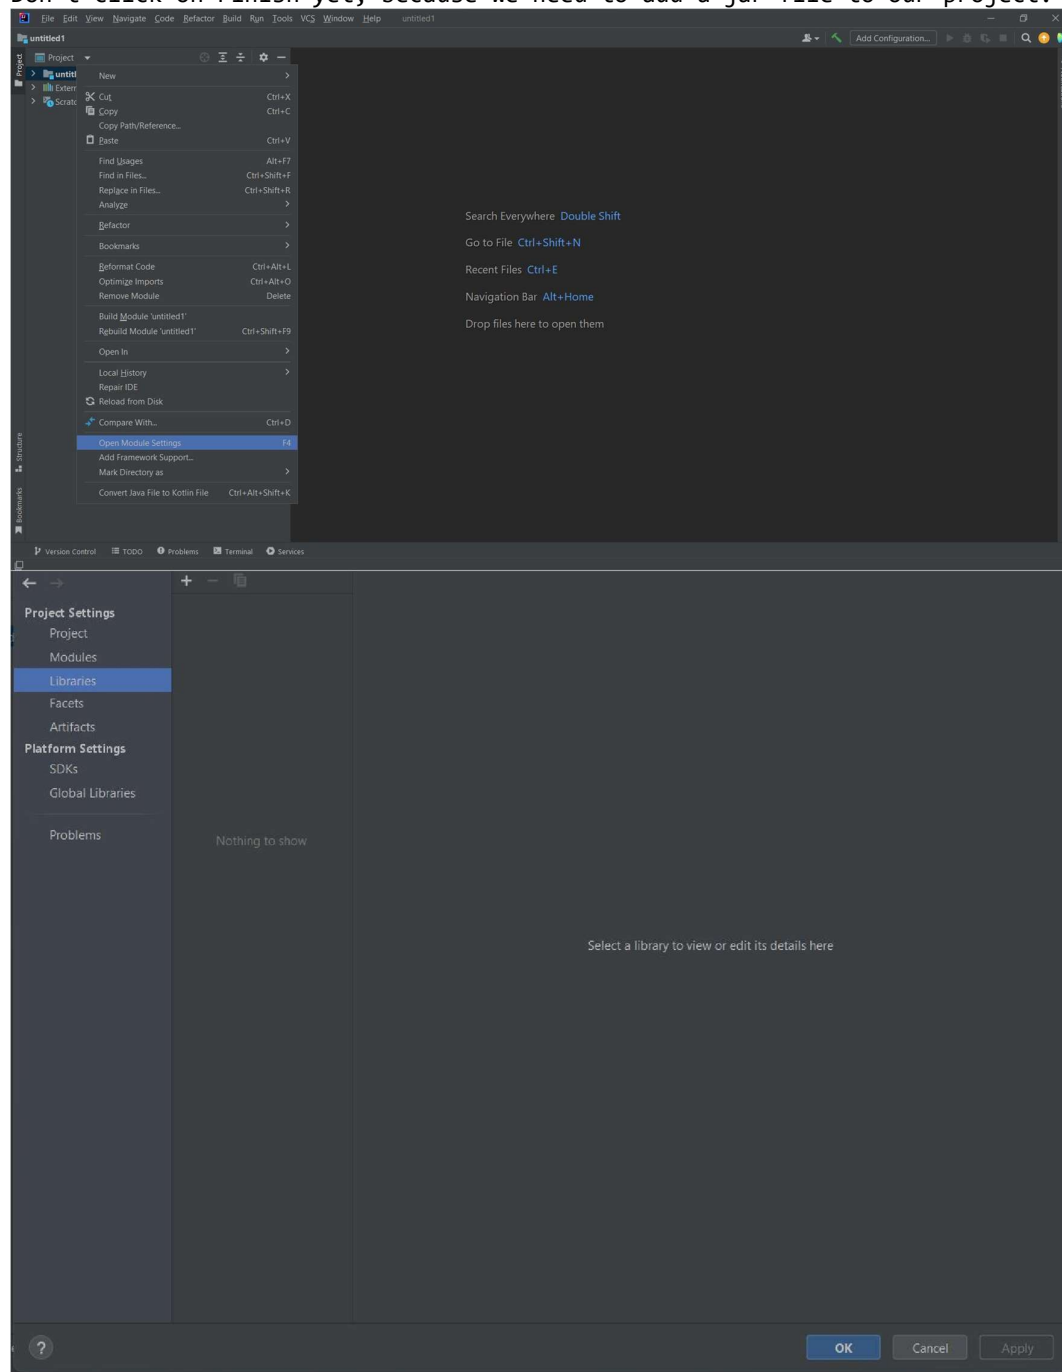 Don't click on Finish yet, because we need to add a jar file to our project.
File Edit View Navigate Code Refactor Build Run Tools VCS Window Help untitled1
untitled1
Add Configuration...
Project
Project
untitl
Extern
Scratc
New
Cut Ctrl+X
Copy Ctrl+C
Copy Path/Reference...
Paste Ctrl+V
Find Usages Alt+F7
Find in Files... Ctrl+Shift+F
Replace in Files... Ctrl+Shift+R
Analyze
Refactor
Bookmarks
Reformat Code Ctrl+Alt+L
Optimize Imports Ctrl+Alt+O
Remove Module Delete
Build Module 'untitled1'
Rebuild Module 'untitled1' Ctrl+Shift+F9
Open In
Local History
Repair IDE
Reload from Disk
Compare With... Ctrl+D
Open Module Settings F4
Add Framework Support...
Mark Directory as
Convert Java File to Kotlin File Ctrl+Alt+Shift+K
Search Everywhere Double Shift
Go to File Ctrl+Shift+N
Recent Files Ctrl+E
Navigation Bar Alt+Home
Drop files here to open them
Structure
Bookmarks
Version Control TODO Problems Terminal Services
Project Settings
Project
Modules
Libraries
Facets
Artifacts
Platform Settings
SDKs
Global Libraries
Problems
Nothing to show
Select a library to view or edit its details here
?
OK Cancel Apply